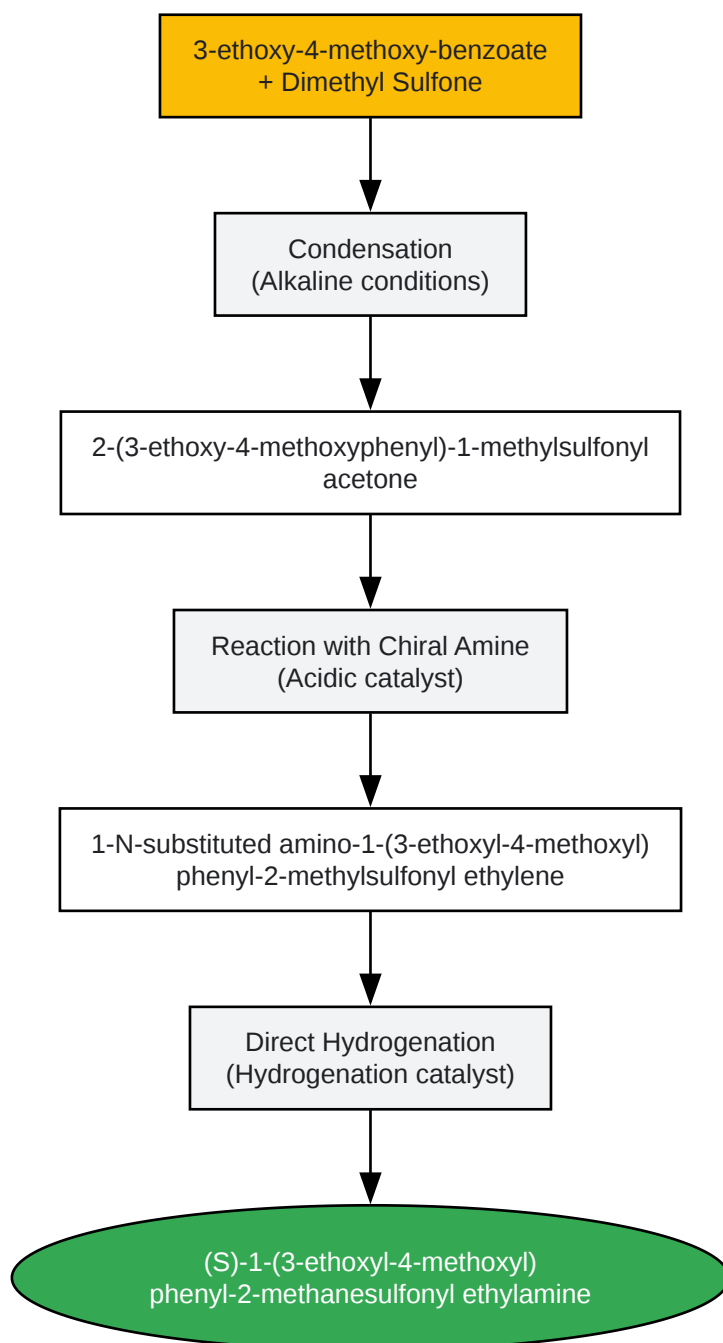 3-ethoxy-4-methoxy-benzoate
+ Dimethyl Sulfone
Condensation
(Alkaline conditions)
2-(3-ethoxy-4-methoxyphenyl)-1-methylsulfonyl
acetone
Reaction with Chiral Amine
(Acidic catalyst)
1-N-substituted amino-1-(3-ethoxyl-4-methoxyl)
phenyl-2-methylsulfonyl ethylene
Direct Hydrogenation
(Hydrogenation catalyst)
(S)-1-(3-ethoxyl-4-methoxyl)
phenyl-2-methanesulfonyl ethylamine